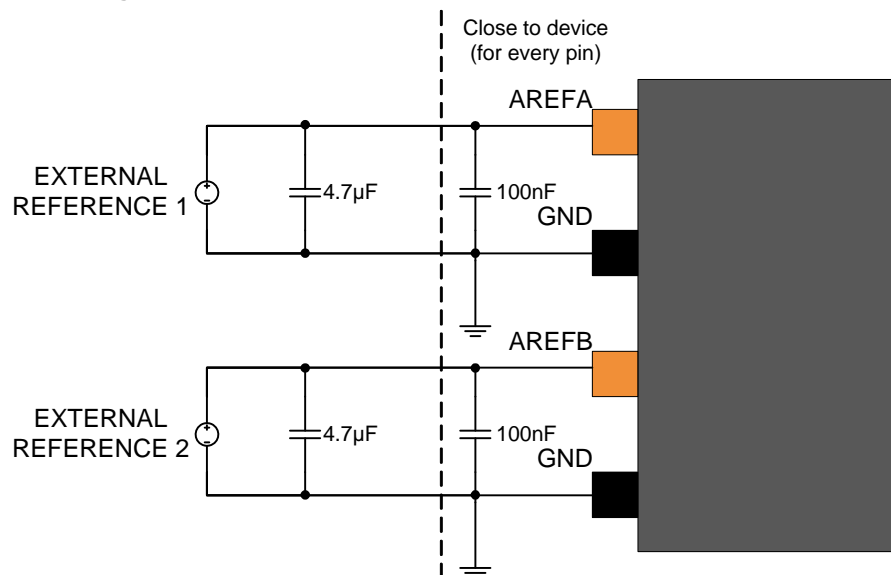 Close to device
(for every pin)
AREFA
EXTERNAL
REFERENCE 1
4.7µF
100nF
GND
AREFB
EXTERNAL
REFERENCE 2
4.7µF
100nF
GND